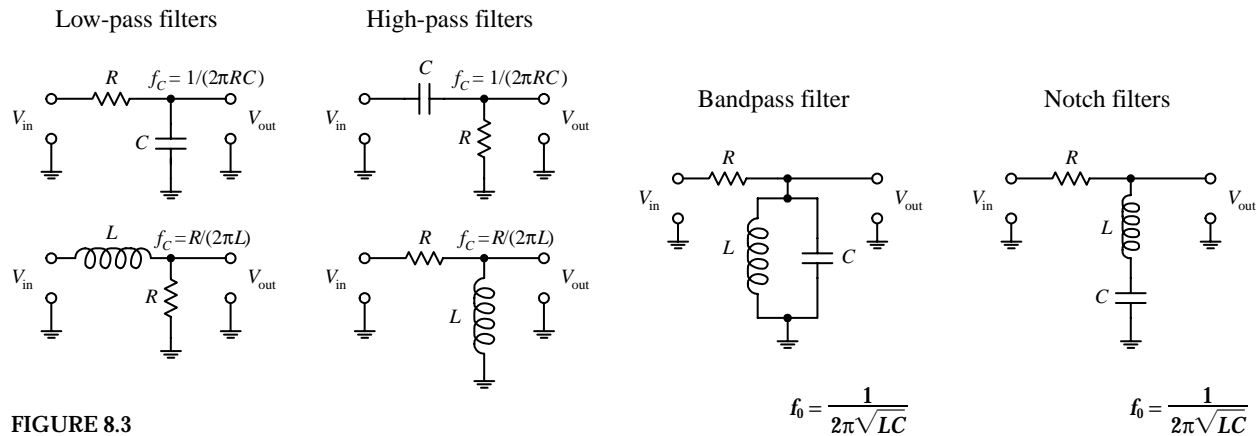 Low-pass filters
R
f_C = 1/(2πRC)
V_in
C
V_out
L
f_C = R/(2πL)
V_in
R
V_out
High-pass filters
C
f_C = 1/(2πRC)
V_in
R
V_out
R
f_C = R/(2πL)
V_in
L
V_out
Bandpass filter
R
V_in
V_out
L
C
f_0 = 1/(2π√LC)
Notch filters
R
V_in
V_out
L
C
f_0 = 1/(2π√LC)
FIGURE 8.3